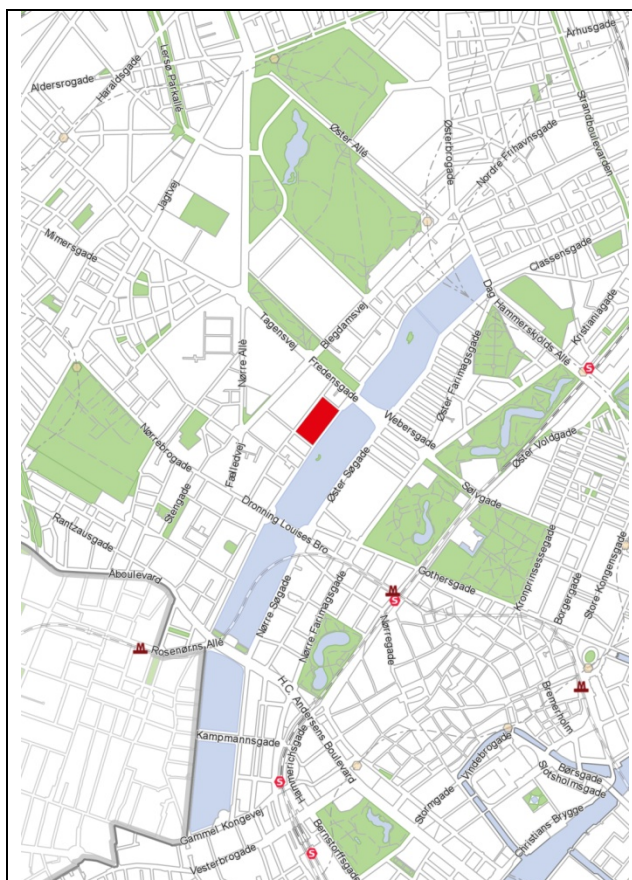 Århusgade
Aldersrogade
Haraldsgade
Lersø Parkallé
Øster Allé
Østerbrogade
Strandboulevarden
Nordre Frihavnsgade
Jagtvej
Mimersgade
Classensgade
Dag Hammerskjolds Allé
Kristianiagade
S
Tagensvej
Blegdamsvej
Nørre Allé
Fredensgade
Øster Farimagsgade
Webersgade
Øster Voldgade
Nørrebrogade
Fælledvej
Stengade
Øster Søgade
Sølvgade
Rantzausgade
Dronning Louises Bro
Åboulevard
Gothersgade
Kronprinsessegade
Borgergade
Store Kongensgade
M
S
Nørre Søgade
Nørre Farimagsgade
Nørregade
M
Rosenørns Allé
M
Bremerholm
H.C. Andersens Boulevard
Kampmannsgade
Hammerichsgade
Vindebrogade
Børsgade
Slotsholmsgade
S
Stormgade
Christians Brygge
Gammel Kongevej
Bernstorffsgade
S
Vesterbrogade